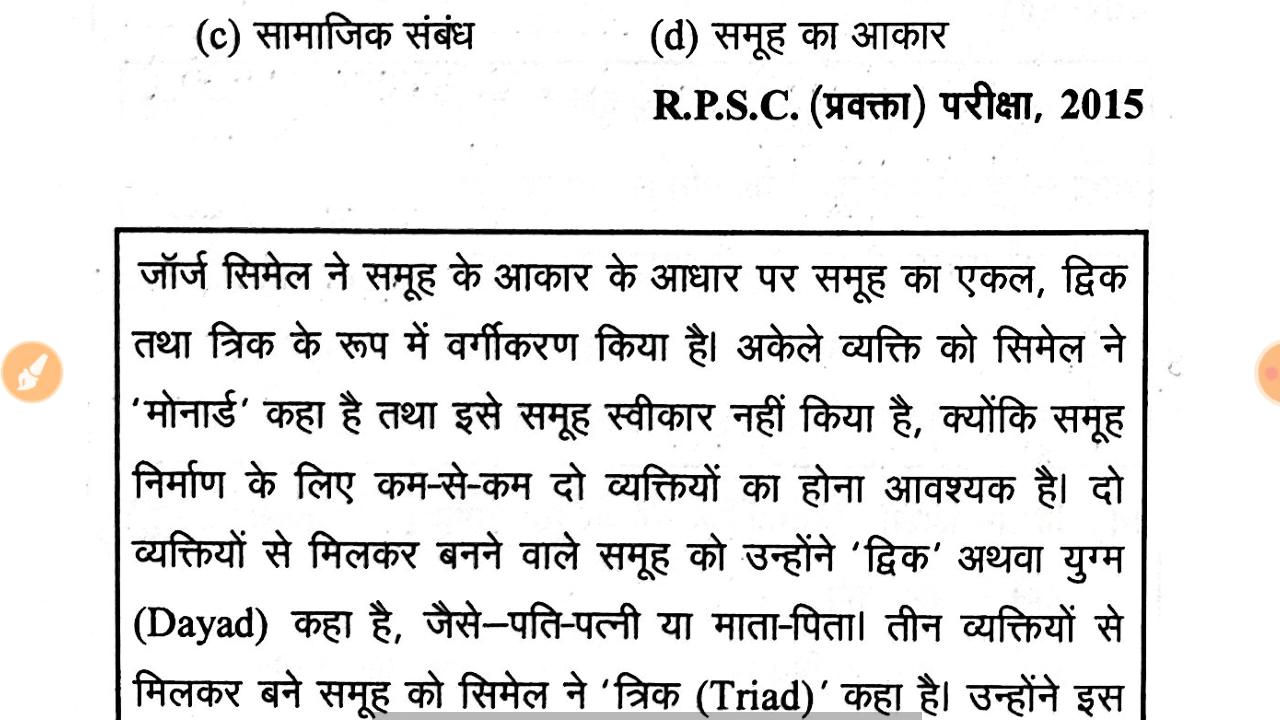 (c) सामाजिक संबंध (d) समूह का आकार
R.P.S.C. (प्रवक्ता) परीक्षा, 2015
जॉर्ज सिमेल ने समूह के आकार के आधार पर समूह का एकल, द्विक
तथा त्रिक के रूप में वर्गीकरण किया है। अकेले व्यक्ति को सिमेल ने
‘मोनार्ड’ कहा है तथा इसे समूह स्वीकार नहीं किया है, क्योंकि समूह
निर्माण के लिए कम-से-कम दो व्यक्तियों का होना आवश्यक है। दो
व्यक्तियों से मिलकर बनने वाले समूह को उन्होंने ‘द्विक’ अथवा युग्म
(Dayad) कहा है, जैसे–पति-पत्नी या माता-पिता। तीन व्यक्तियों से
मिलकर बने समूह को सिमेल ने ‘त्रिक (Triad)’ कहा है। उन्होंने इस